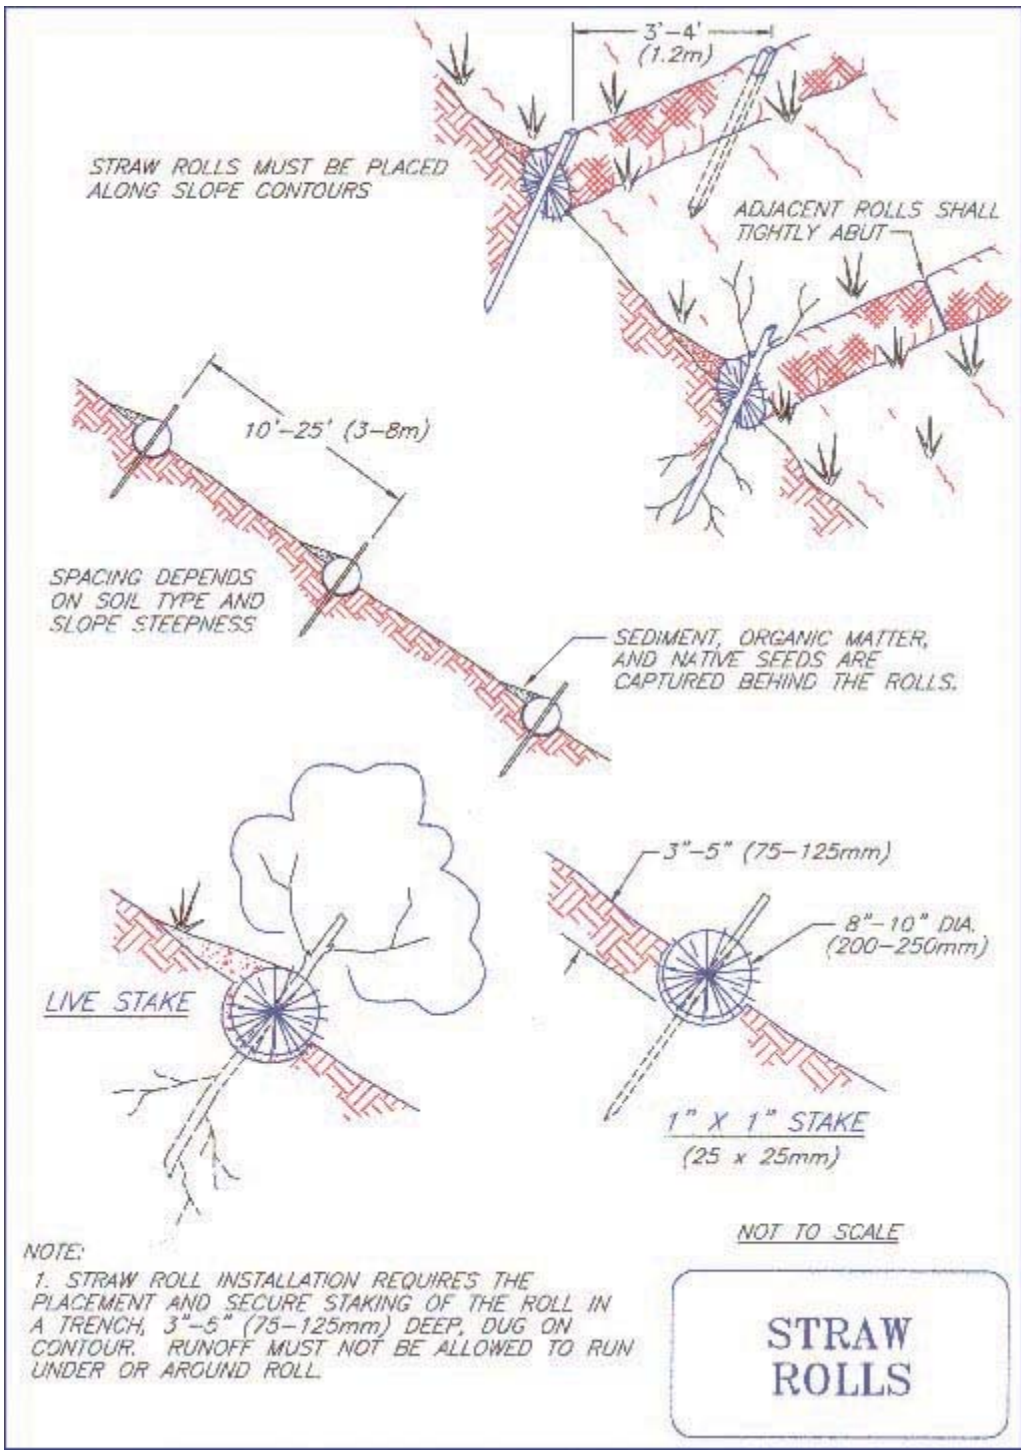 3'-4'
(1.2m)
STRAW ROLLS MUST BE PLACED
ALONG SLOPE CONTOURS
ADJACENT ROLLS SHALL
TIGHTLY ABUT
10'-25' (3-8m)
SPACING DEPENDS
ON SOIL TYPE AND
SLOPE STEEPNESS
SEDIMENT, ORGANIC MATTER,
AND NATIVE SEEDS ARE
CAPTURED BEHIND THE ROLLS.
3"-5" (75-125mm)
8"-10" DIA.
(200-250mm)
LIVE STAKE
1" X 1" STAKE
(25 x 25mm)
NOT TO SCALE
NOTE:
1. STRAW ROLL INSTALLATION REQUIRES THE
PLACEMENT AND SECURE STAKING OF THE ROLL IN
A TRENCH, 3"-5" (75-125mm) DEEP, DUG ON
CONTOUR. RUNOFF MUST NOT BE ALLOWED TO RUN
UNDER OR AROUND ROLL.
STRAW
ROLLS